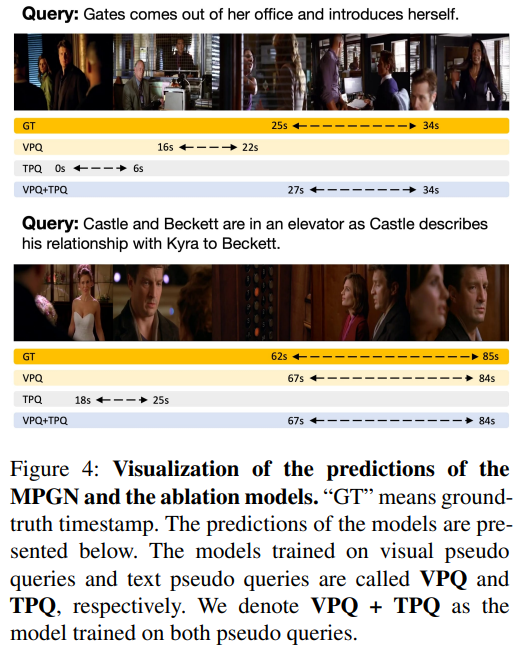 Query: Gates comes out of her office and introduces herself.
GT 25s 34s
VPQ 16s 22s
TPQ 0s 6s
VPQ+TPQ 27s 34s
Query: Castle and Beckett are in an elevator as Castle describes
his relationship with Kyra to Beckett.
GT 62s 85s
VPQ 67s 84s
TPQ 18s 25s
VPQ+TPQ 67s 84s
Figure 4: Visualization of the predictions of the
MPGN and the ablation models. “GT” means ground-
truth timestamp. The predictions of the models are pre-
sented below. The models trained on visual pseudo
queries and text pseudo queries are called VPQ and
TPQ, respectively. We denote VPQ + TPQ as the
model trained on both pseudo queries.